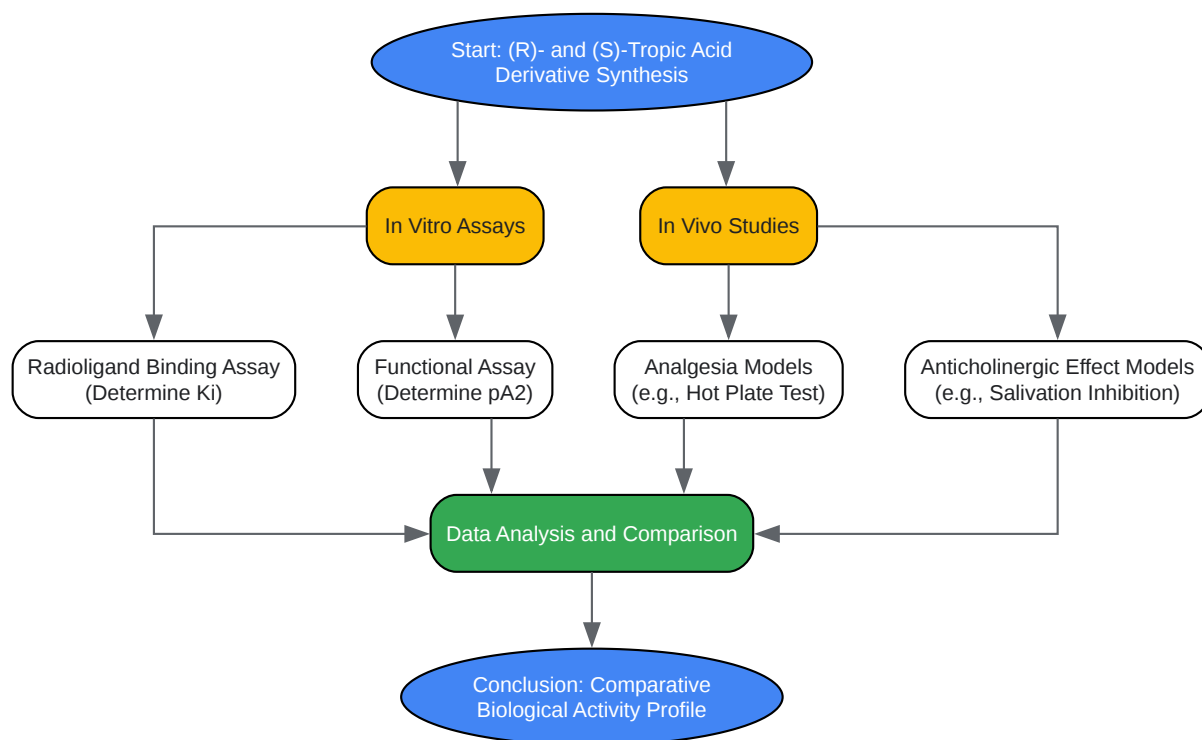 Start: (R)- and (S)-Tropic Acid
Derivative Synthesis
In Vitro Assays
In Vivo Studies
Radioligand Binding Assay
(Determine Ki)
Functional Assay
(Determine pA2)
Analgesia Models
(e.g., Hot Plate Test)
Anticholinergic Effect Models
(e.g., Salivation Inhibition)
Data Analysis and Comparison
Conclusion: Comparative
Biological Activity Profile